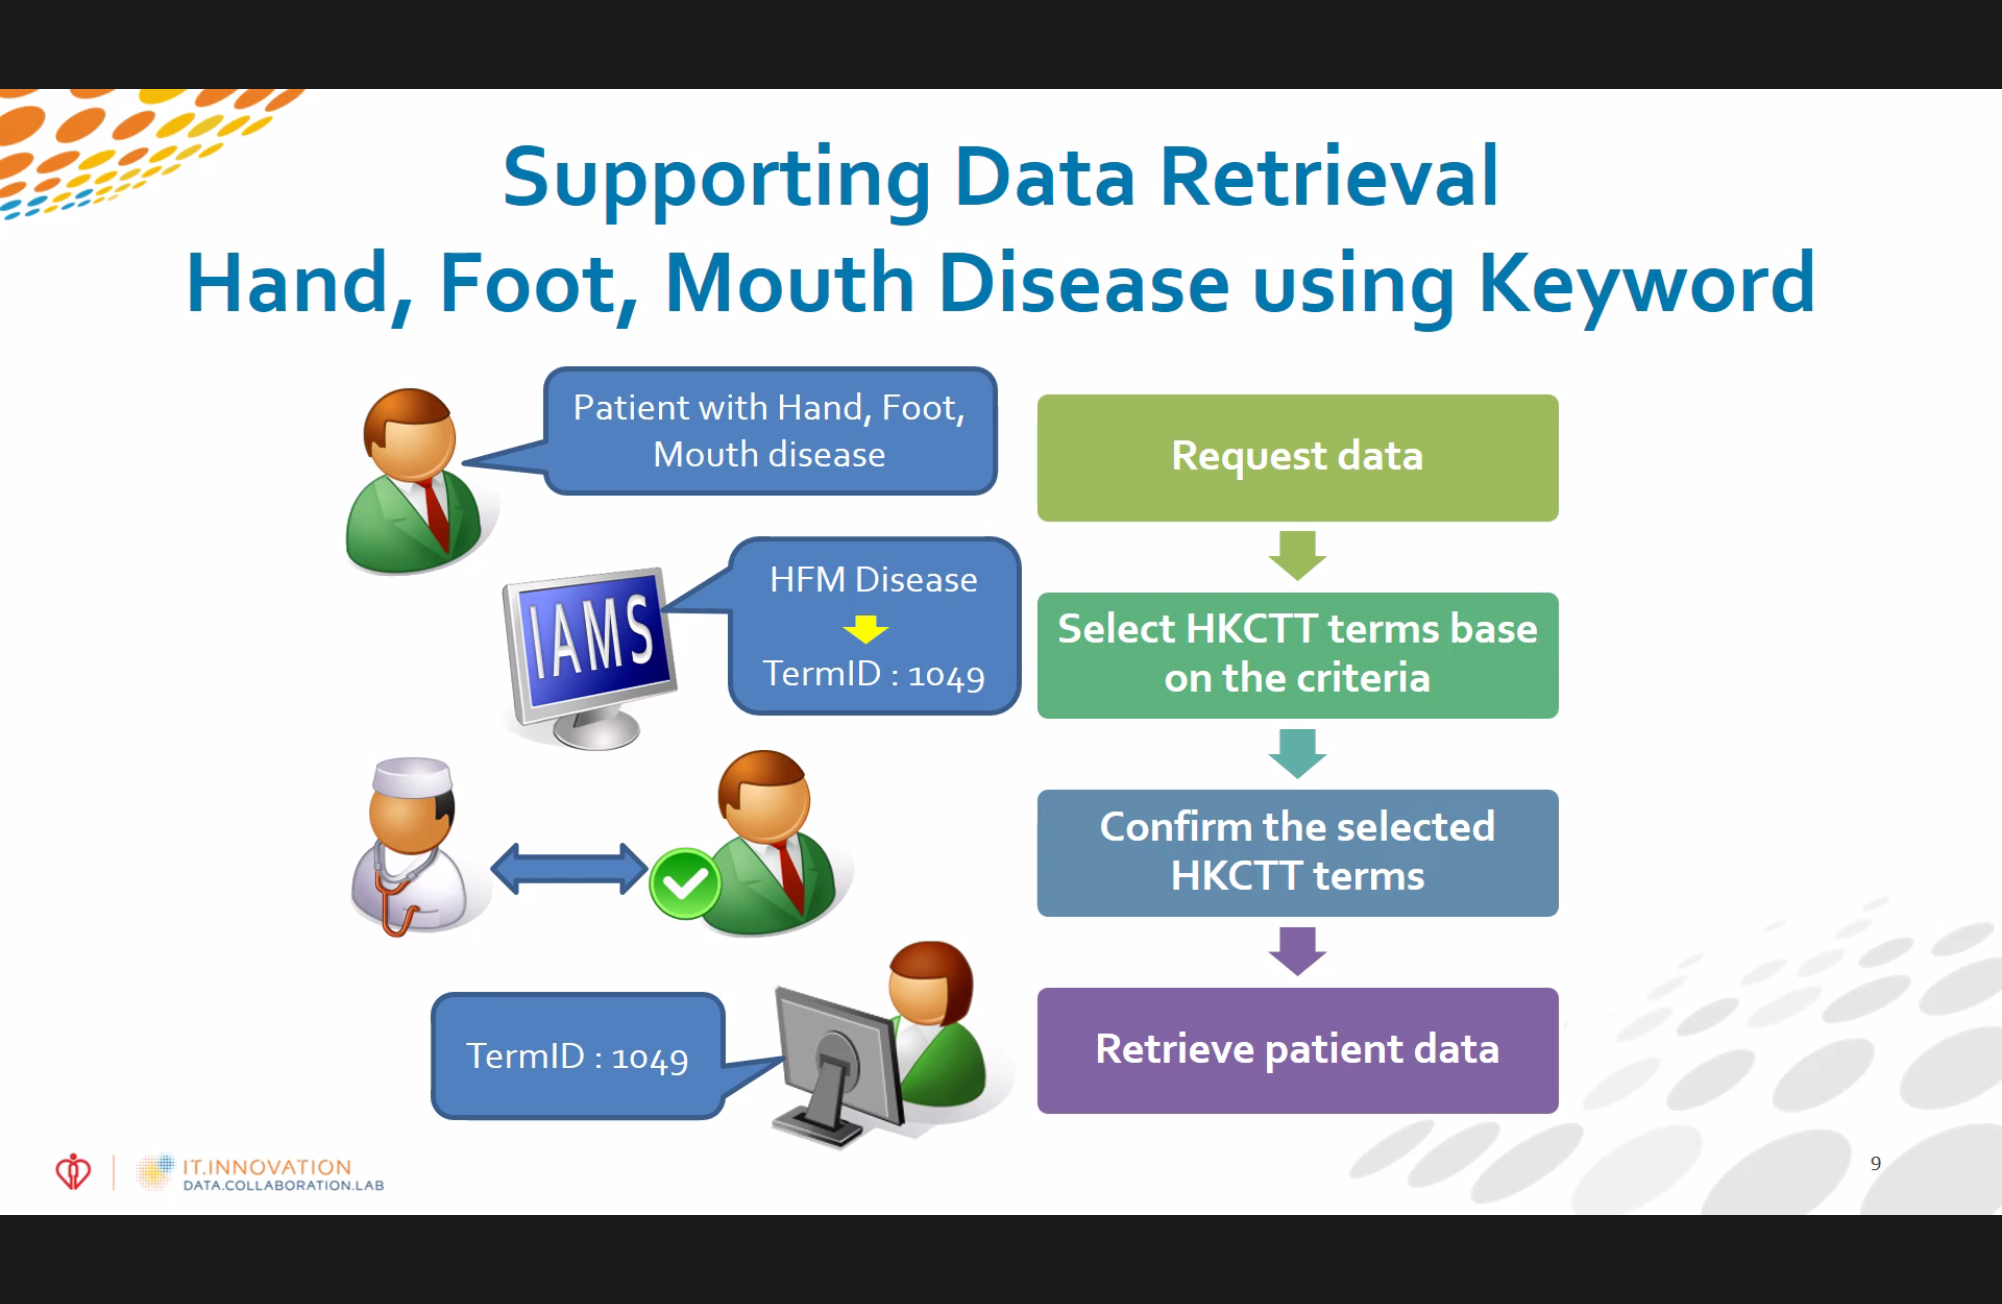 Supporting Data Retrieval
Hand, Foot, Mouth Disease using Keyword
Patient with Hand, Foot,
Mouth disease
Request data
IAMS
HFM Disease
TermID : 1049
Select HKCTT terms base
on the criteria
Confirm the selected
HKCTT terms
TermID : 1049
Retrieve patient data
IT.INNOVATION
DATA.COLLABORATION.LAB
9